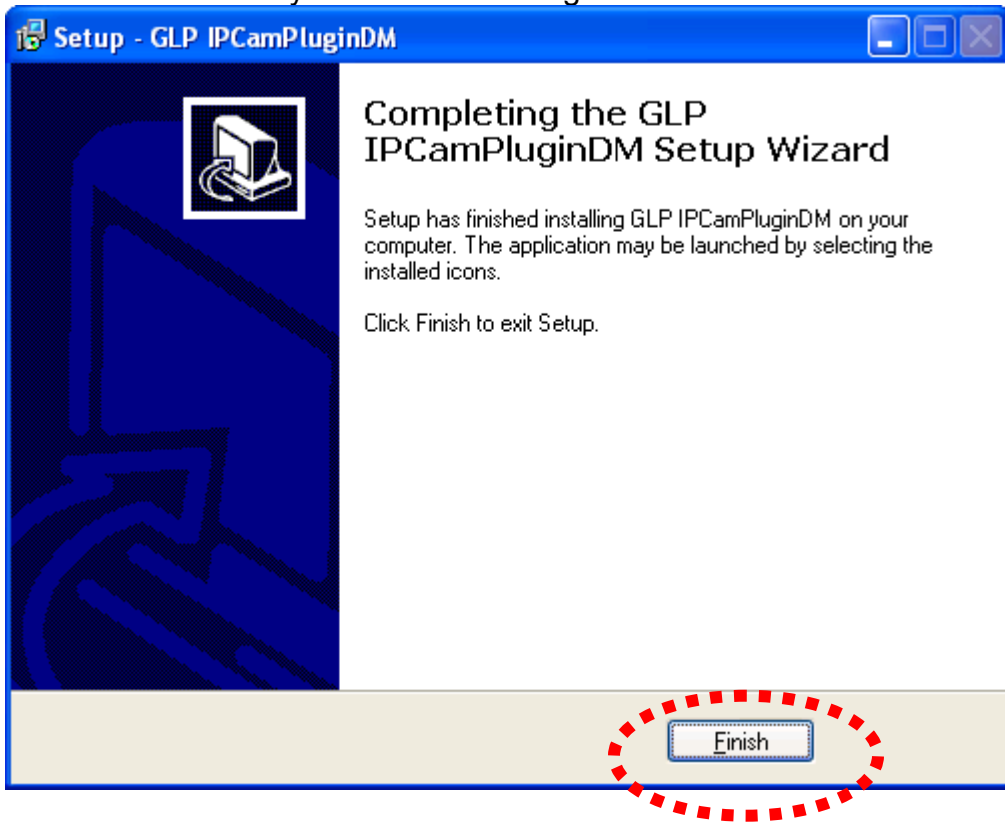 Setup - GLP IPCamPluginDM
Completing the GLP
IPCamPluginDM Setup Wizard
Setup has finished installing GLP IPCamPluginDM on your
computer. The application may be launched by selecting the
installed icons.
Click Finish to exit Setup.
Finish